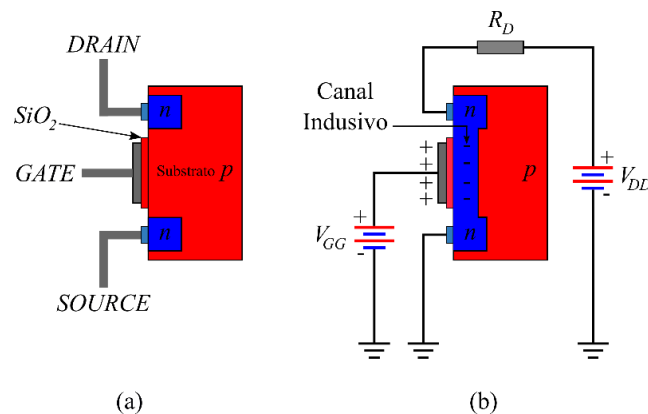 DRAIN
n
SiO2
GATE
Substrato p
n
SOURCE
(a)
RD
Canal
Indusivo
n
+
+
+
+
-
-
-
-
p
+
VDD
-
+
VGG
-
n
(b)